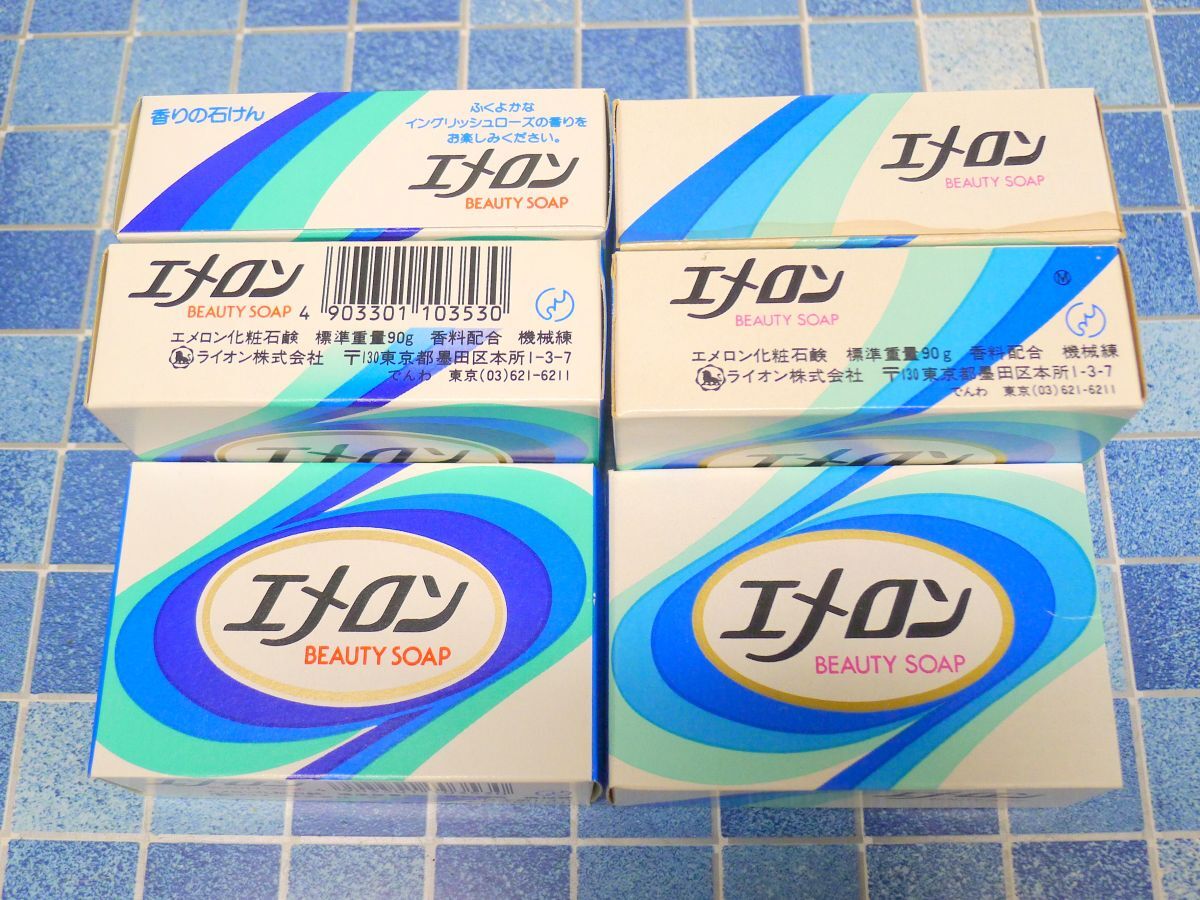 香りの石けん
ふくよかな
イングリッシュローズの香りを
お楽しみください。
エメロン
BEAUTY SOAP
エメロン
BEAUTY SOAP
エメロン
BEAUTY SOAP
4 903301 103530
エメロン化粧石鹸 標準重量90g 香料配合 機械練
ライオン株式会社 〒130東京都墨田区本所1-3-7
でんわ 東京(03)621-6211
エメロン
BEAUTY SOAP
M
エメロン化粧石鹸 標準重量90g 香料配合 機械練
ライオン株式会社 〒130東京都墨田区本所1-3-7
でんわ 東京(03)621-6211
エメロン
BEAUTY SOAP
エメロン
BEAUTY SOAP